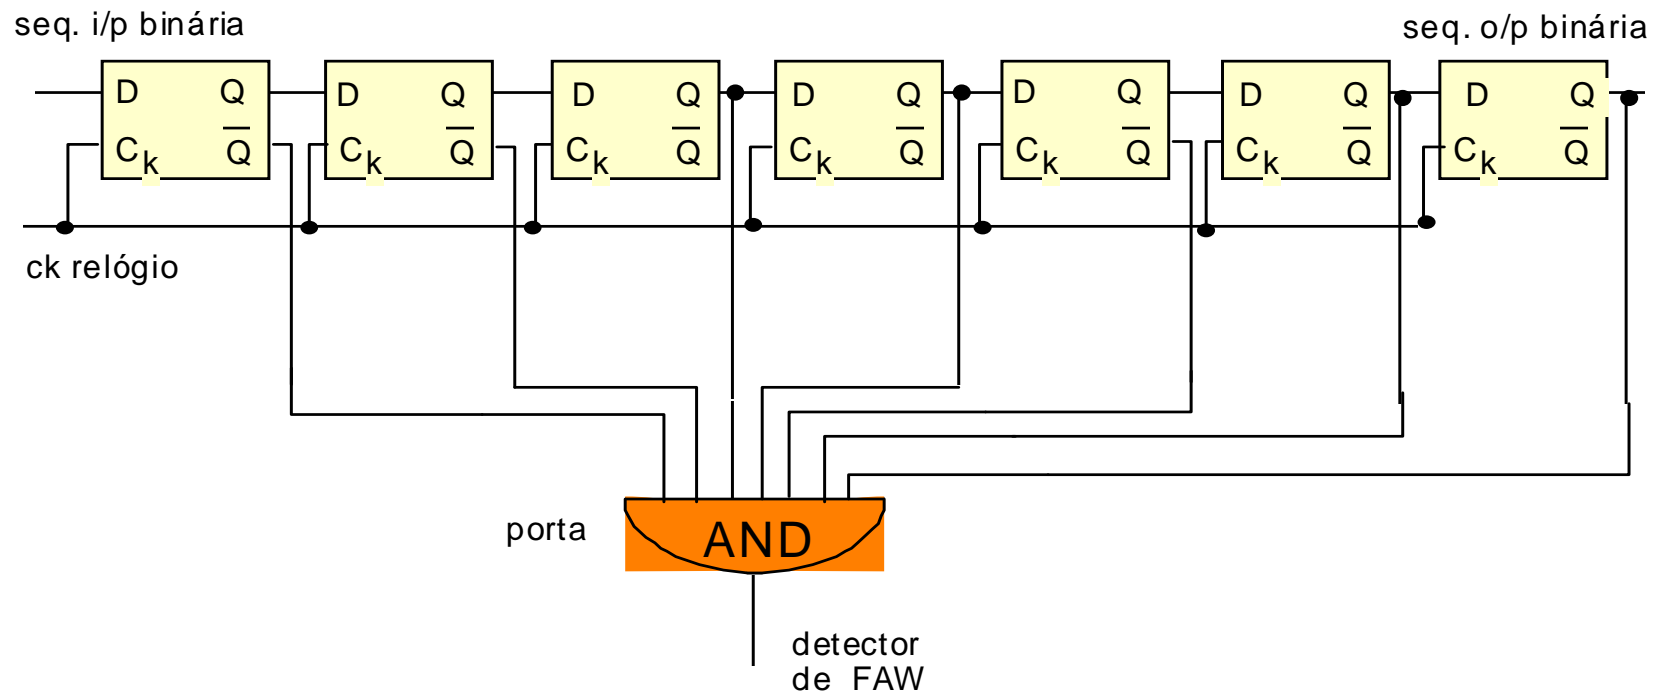 seq. i/p binária
seq. o/p binária
D Q D Q D Q D Q D Q D Q D Q
Ck Q̅ Ck Q̅ Ck Q̅ Ck Q̅ Ck Q̅ Ck Q̅ Ck Q̅
ck relógio
porta
AND
detector
de FAW